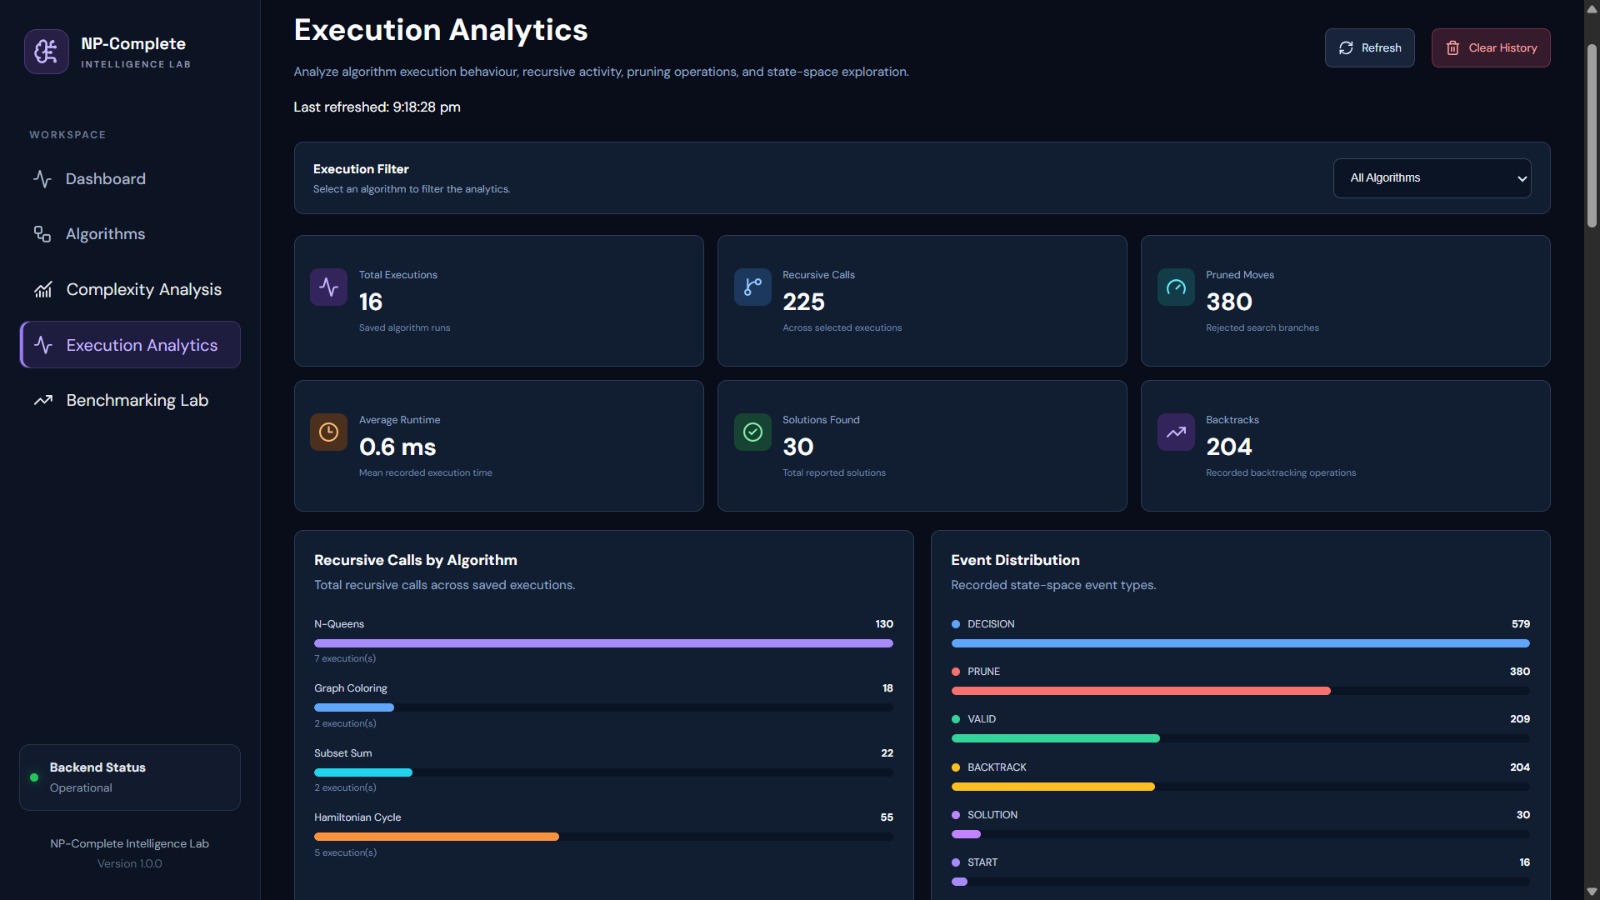 NP-Complete
INTELLIGENCE LAB
WORKSPACE
Dashboard
Algorithms
Complexity Analysis
Execution Analytics
Benchmarking Lab
Backend Status
Operational
NP-Complete Intelligence Lab
Version 1.0.0
Execution Analytics
Analyze algorithm execution behaviour, recursive activity, pruning operations, and state-space exploration.
Last refreshed: 9:18:28 pm
Refresh
Clear History
Execution Filter
Select an algorithm to filter the analytics.
All Algorithms
Total Executions
16
Saved algorithm runs
Recursive Calls
225
Across selected executions
Pruned Moves
380
Rejected search branches
Average Runtime
0.6 ms
Mean recorded execution time
Solutions Found
30
Total reported solutions
Backtracks
204
Recorded backtracking operations
Recursive Calls by Algorithm
Total recursive calls across saved executions.
N-Queens 130
7 execution(s)
Graph Coloring 18
2 execution(s)
Subset Sum 22
2 execution(s)
Hamiltonian Cycle 55
5 execution(s)
Event Distribution
Recorded state-space event types.
DECISION 579
PRUNE 380
VALID 209
BACKTRACK 204
SOLUTION 30
START 16